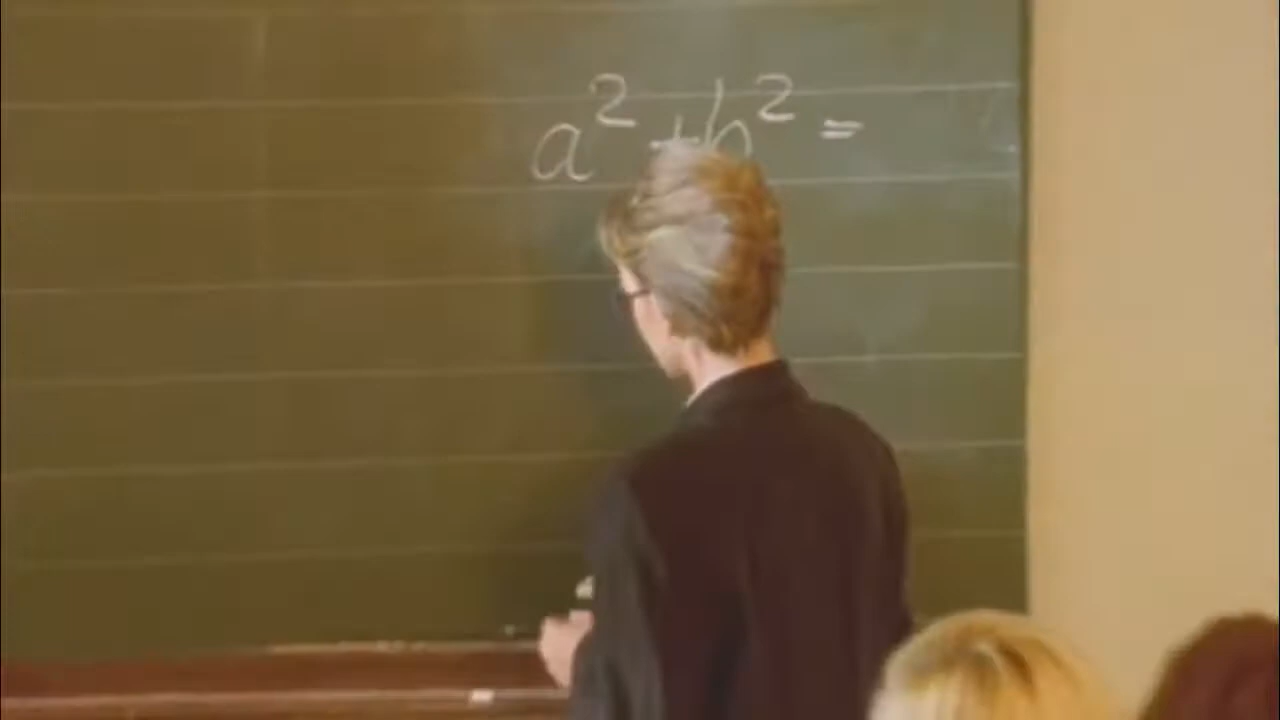 a² + b² =